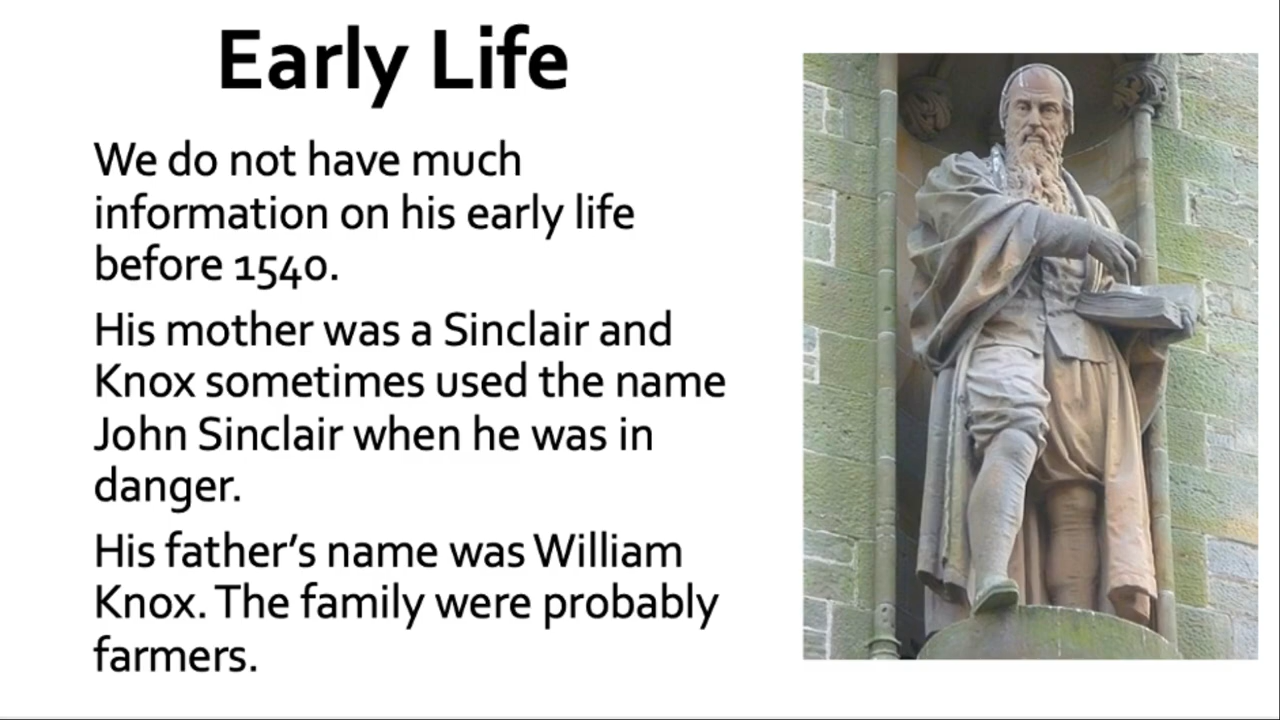 Early Life
We do not have much
information on his early life
before 1540.
His mother was a Sinclair and
Knox sometimes used the name
John Sinclair when he was in
danger.
His father’s name was William
Knox. The family were probably
farmers.